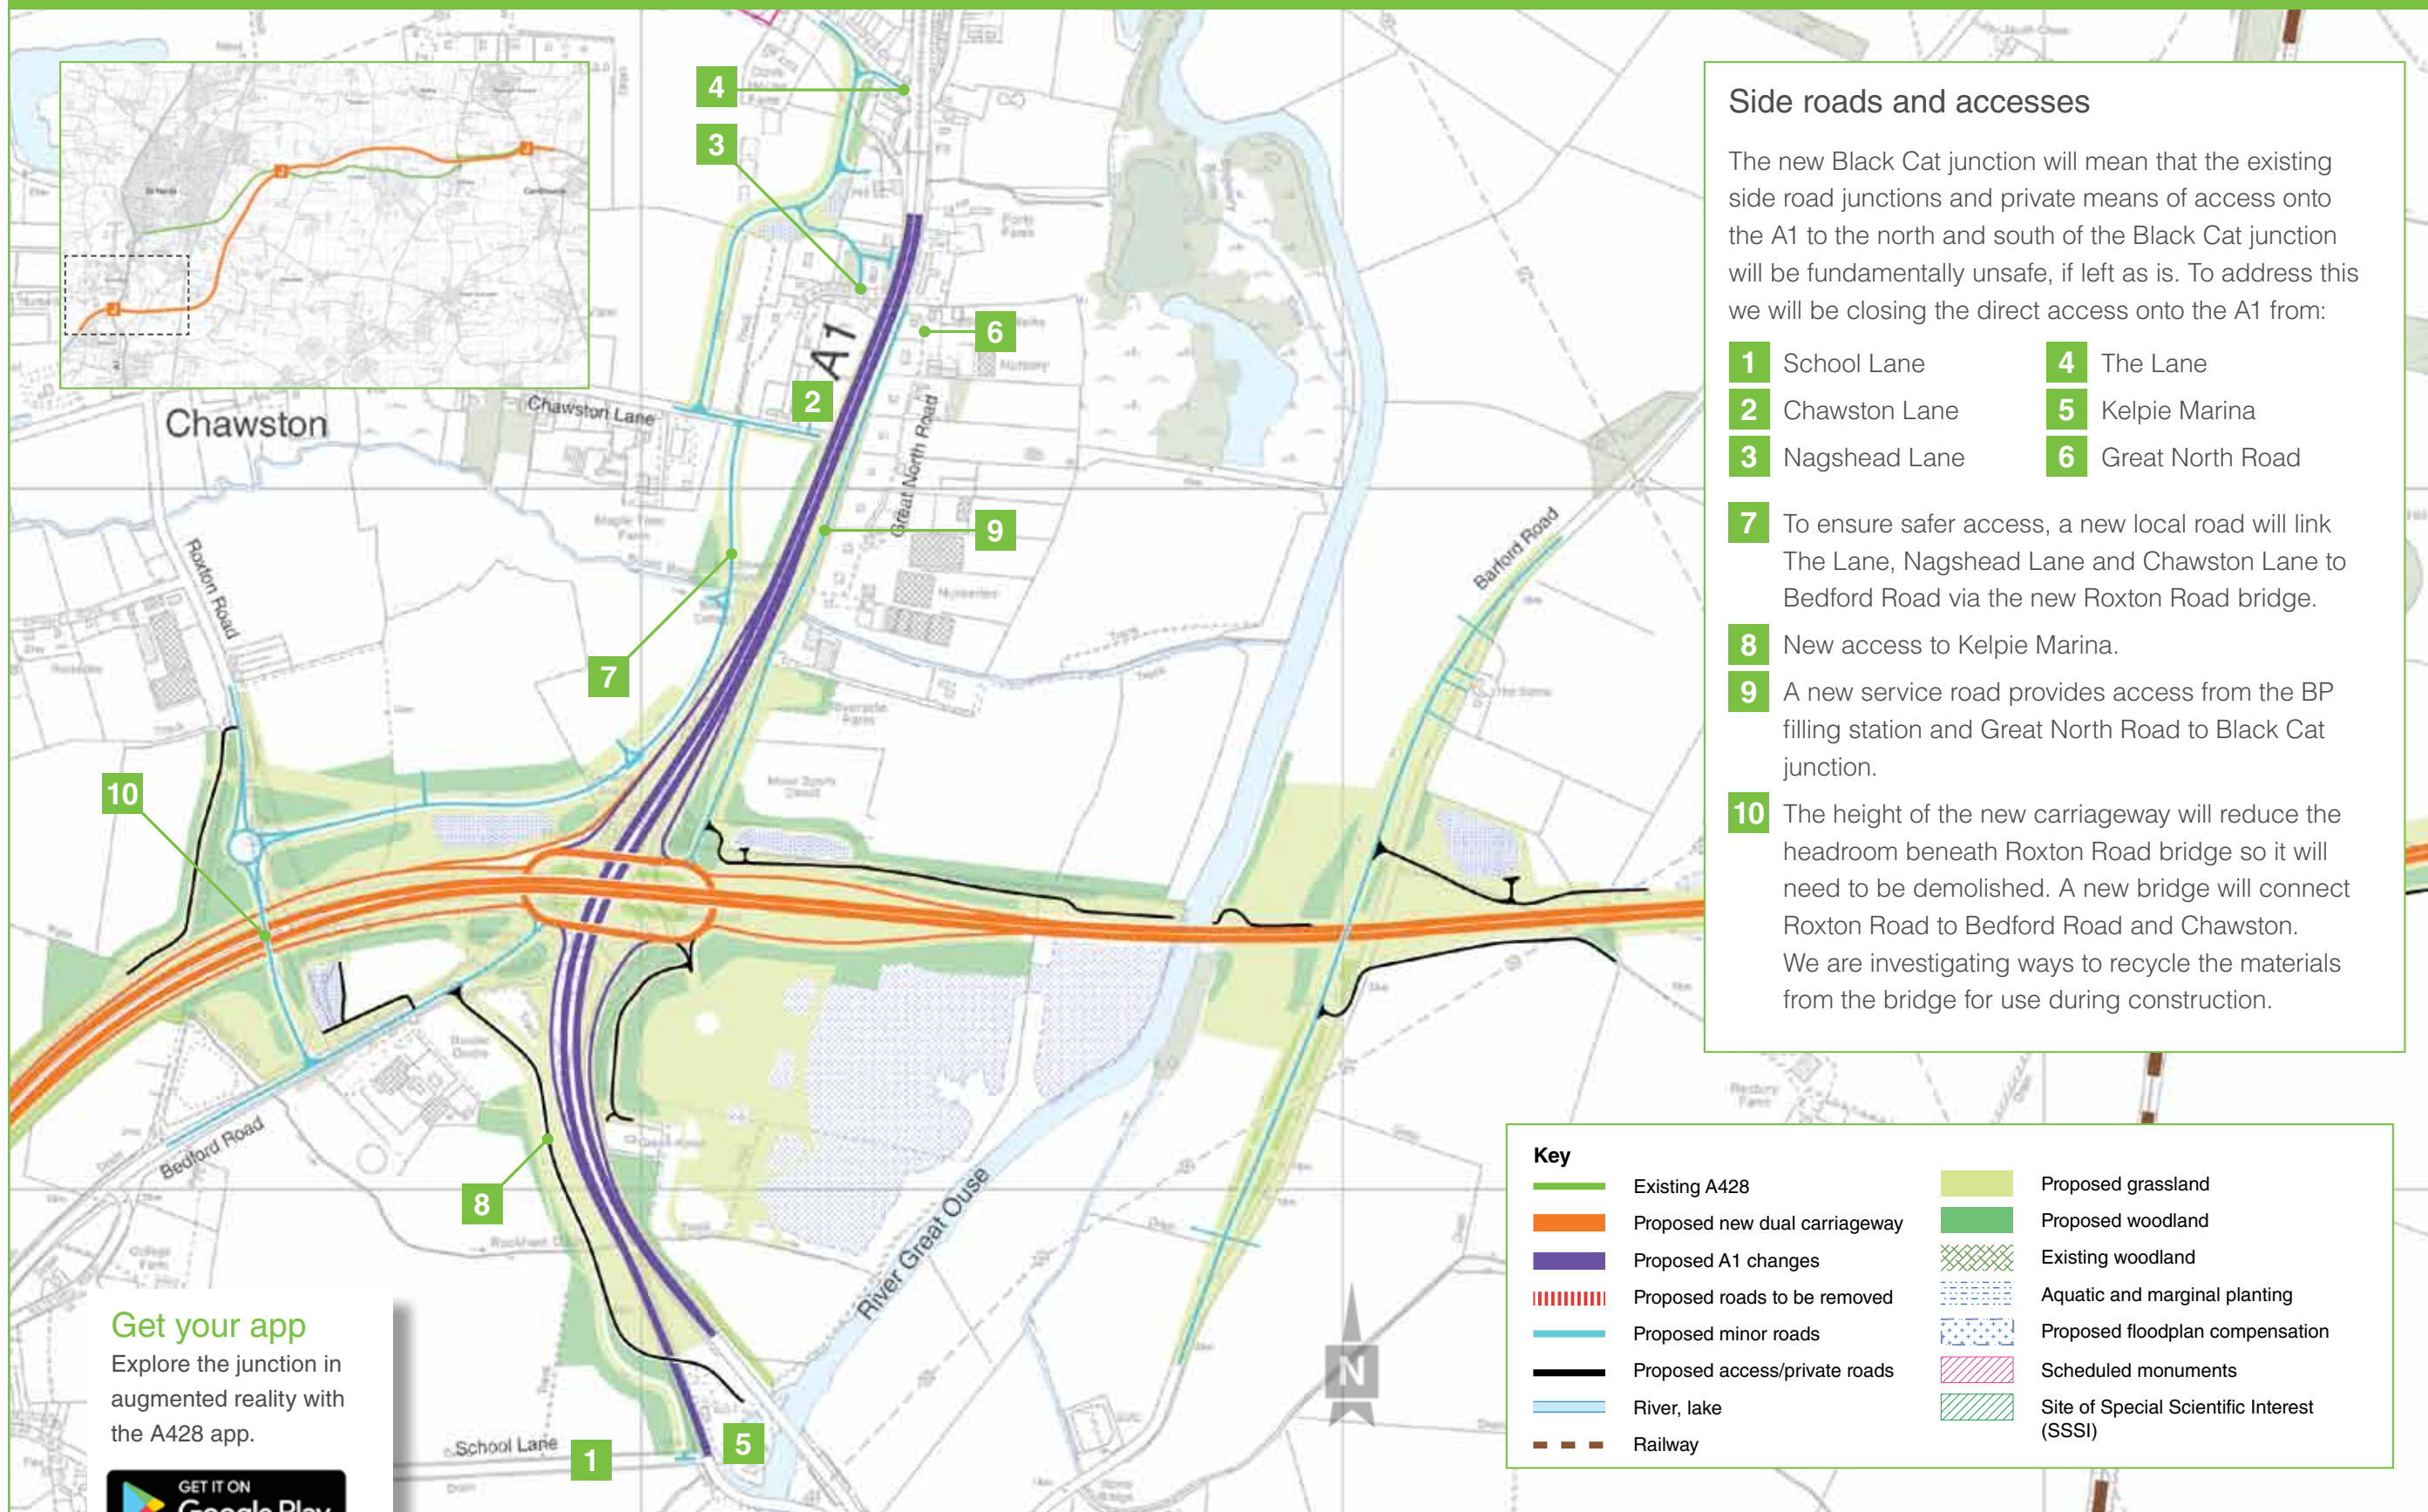 Side roads and accesses
The new Black Cat junction will mean that the existing
side road junctions and private means of access onto
the A1 to the north and south of the Black Cat junction
will be fundamentally unsafe, if left as is. To address this
we will be closing the direct access onto the A1 from:
1 School Lane
2 Chawston Lane
3 Nagshead Lane
4 The Lane
5 Kelpie Marina
6 Great North Road
7 To ensure safer access, a new local road will link
The Lane, Nagshead Lane and Chawston Lane to
Bedford Road via the new Roxton Road bridge.
8 New access to Kelpie Marina.
9 A new service road provides access from the BP
filling station and Great North Road to Black Cat
junction.
10 The height of the new carriageway will reduce the
headroom beneath Roxton Road bridge so it will
need to be demolished. A new bridge will connect
Roxton Road to Bedford Road and Chawston.
We are investigating ways to recycle the materials
from the bridge for use during construction.
4
3
6
A1
2
Chawston
Chawston Lane
Great North Road
9
Barford Road
Roxton Road
7
10
Bedford Road
8
River Great Ouse
School Lane
1
5
N
J
J
J
Key
Existing A428
Proposed new dual carriageway
Proposed A1 changes
Proposed roads to be removed
Proposed minor roads
Proposed access/private roads
River, lake
Railway
Proposed grassland
Proposed woodland
Existing woodland
Aquatic and marginal planting
Proposed floodplan compensation
Scheduled monuments
Site of Special Scientific Interest
(SSSI)
Get your app
Explore the junction in
augmented reality with
the A428 app.
GET IT ON
Google Play